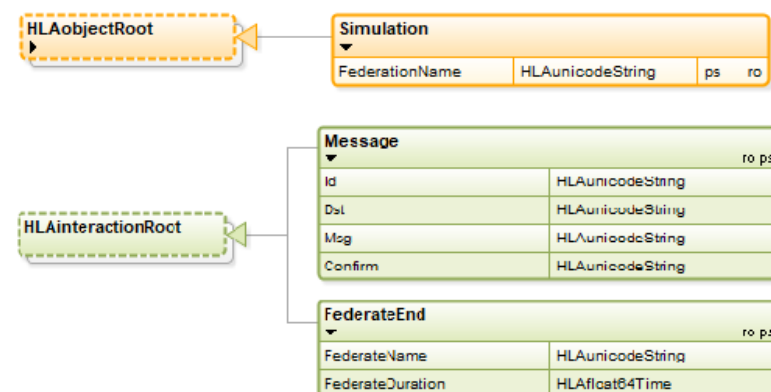 HLAobjectRoot
Simulation
FederationName HLAunicodeString ps ro
Message
ro ps
Id HLAunicodeString
Dst HLAunicodeString
Msg HLAunicodeString
Confirm HLAunicodeString
HLAinteractionRoot
FederateEnd
ro ps
FederateName HLAunicodeString
FederateDuration HLAfloat64Time